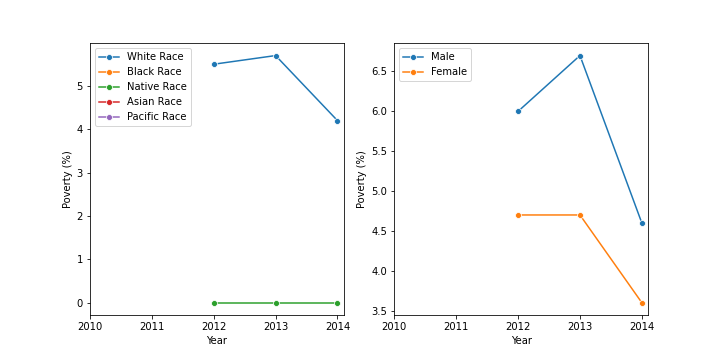 White Race
Black Race
Native Race
Asian Race
Pacific Race
5
4
3
2
1
0
Poverty (%)
2010 2011 2012 2013 2014
Year
Male
Female
6.5
6.0
5.5
5.0
4.5
4.0
3.5
Poverty (%)
2010 2011 2012 2013 2014
Year